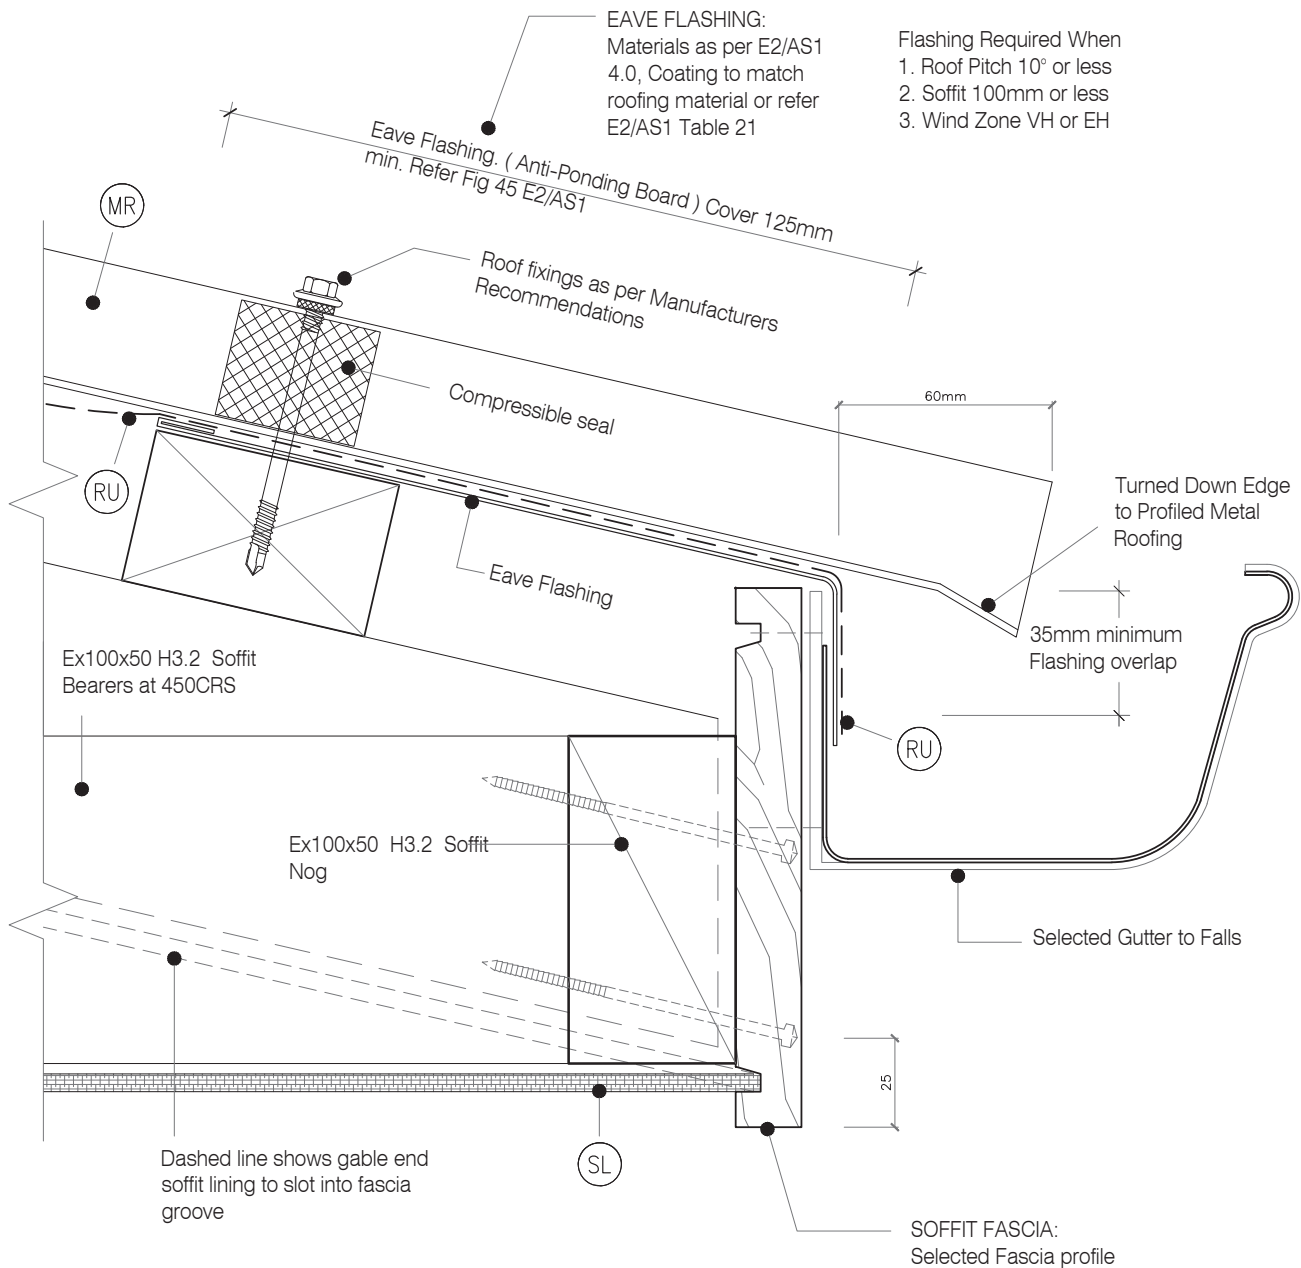 EAVE FLASHING:
Materials as per E2/AS1
4.0, Coating to match
roofing material or refer
E2/AS1 Table 21
Flashing Required When
1. Roof Pitch 10° or less
2. Soffit 100mm or less
3. Wind Zone VH or EH
Eave Flashing. ( Anti-Ponding Board ) Cover 125mm
min. Refer Fig 45 E2/AS1
MR
Roof fixings as per Manufacturers
Recommendations
Compressible seal
60mm
RU
Turned Down Edge
to Profiled Metal
Roofing
Eave Flashing
35mm minimum
Flashing overlap
Ex100x50 H3.2 Soffit
Bearers at 450CRS
RU
Ex100x50 H3.2 Soffit
Nog
Selected Gutter to Falls
25
Dashed line shows gable end
soffit lining to slot into fascia
groove
SL
SOFFIT FASCIA:
Selected Fascia profile